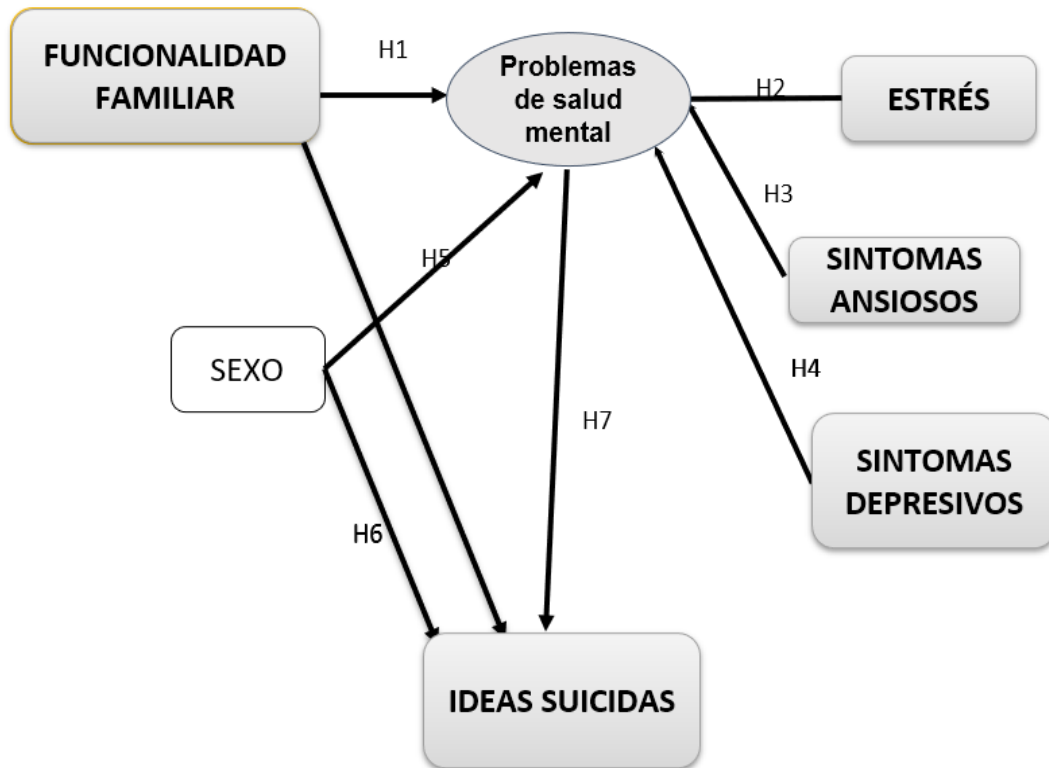 FUNCIONALIDAD
FAMILIAR
H1
Problemas
de salud
mental
H2
ESTRÉS
H3
SINTOMAS
ANSIOSOS
H5
SEXO
H4
H7
SINTOMAS
DEPRESIVOS
H6
IDEAS SUICIDAS